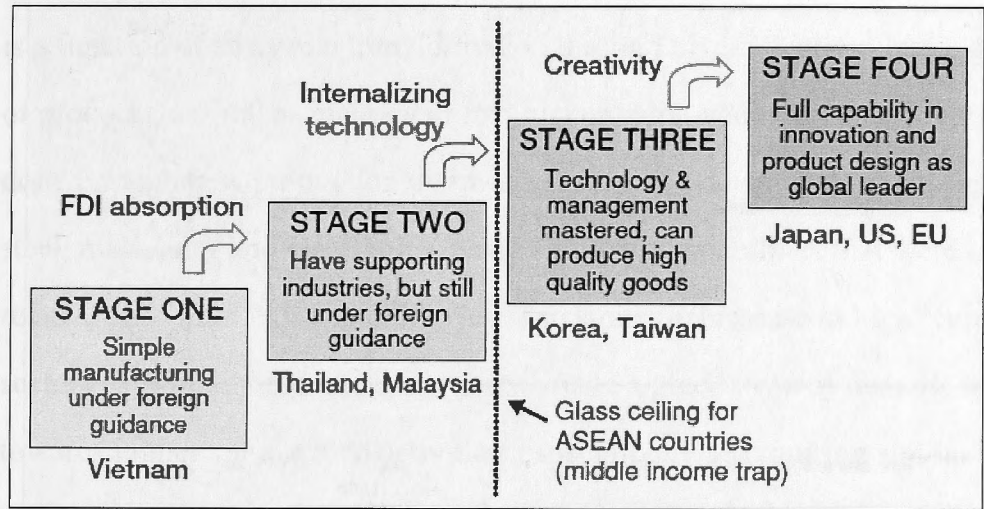 FDI absorption
STAGE ONE
Simple
manufacturing
under foreign
guidance
Vietnam
Internalizing
technology
STAGE TWO
Have supporting
industries, but still
under foreign
guidance
Thailand, Malaysia
Creativity
STAGE THREE
Technology &
management
mastered, can
produce high
quality goods
Korea, Taiwan
STAGE FOUR
Full capability in
innovation and
product design as
global leader
Japan, US, EU
Glass ceiling for
ASEAN countries
(middle income trap)